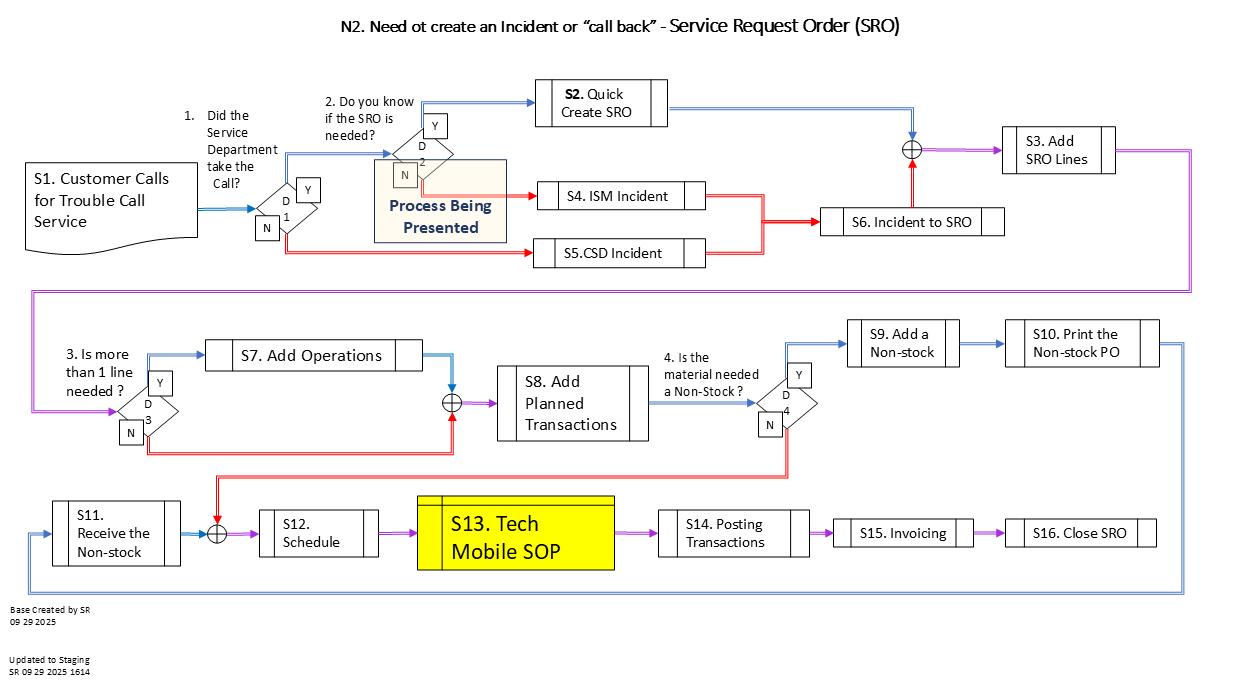 N2. Need ot create an Incident or “call back” - Service Request Order (SRO)
1. Did the
Service
Department
take the
Call?
2. Do you know
if the SRO is
needed?
S1. Customer Calls
for Trouble Call
Service
D
1
Y
N
D
2
Y
N
Process Being
Presented
S2. Quick
Create SRO
S4. ISM Incident
S5.CSD Incident
S6. Incident to SRO
S3. Add
SRO Lines
3. Is more
than 1 line
needed ?
D
3
Y
N
S7. Add Operations
S8. Add
Planned
Transactions
4. Is the
material needed
a Non-Stock ?
D
4
Y
N
S9. Add a
Non-stock
S10. Print the
Non-stock PO
S11.
Receive the
Non-stock
S12.
Schedule
S13. Tech
Mobile SOP
S14. Posting
Transactions
S15. Invoicing
S16. Close SRO
Base Created by SR
09 29 2025
Updated to Staging
SR 09 29 2025 1614